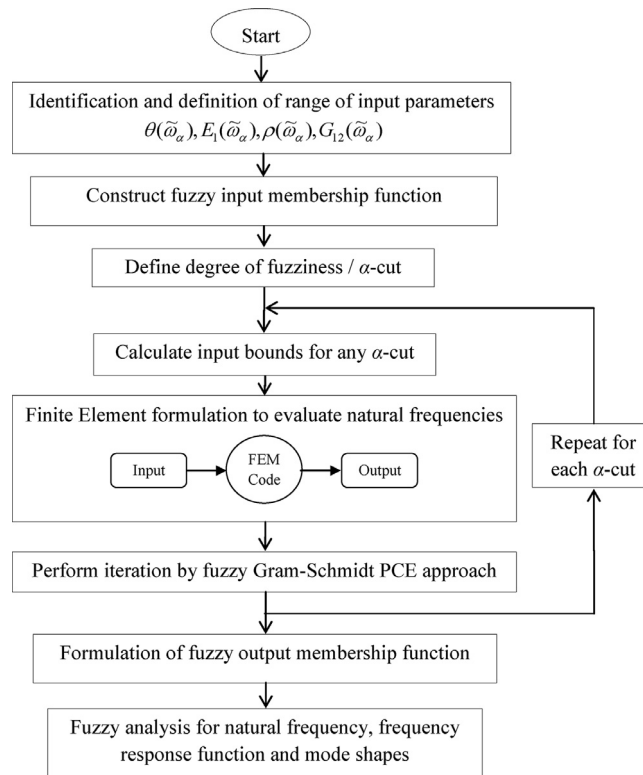 Start
Identification and definition of range of input parameters
θ(ω̃α), E1(ω̃α), ρ(ω̃α), G12(ω̃α)
Construct fuzzy input membership function
Define degree of fuzziness / α-cut
Calculate input bounds for any α-cut
Finite Element formulation to evaluate natural frequencies
Input
FEM
Code
Output
Repeat for
each α-cut
Perform iteration by fuzzy Gram-Schmidt PCE approach
Formulation of fuzzy output membership function
Fuzzy analysis for natural frequency, frequency
response function and mode shapes